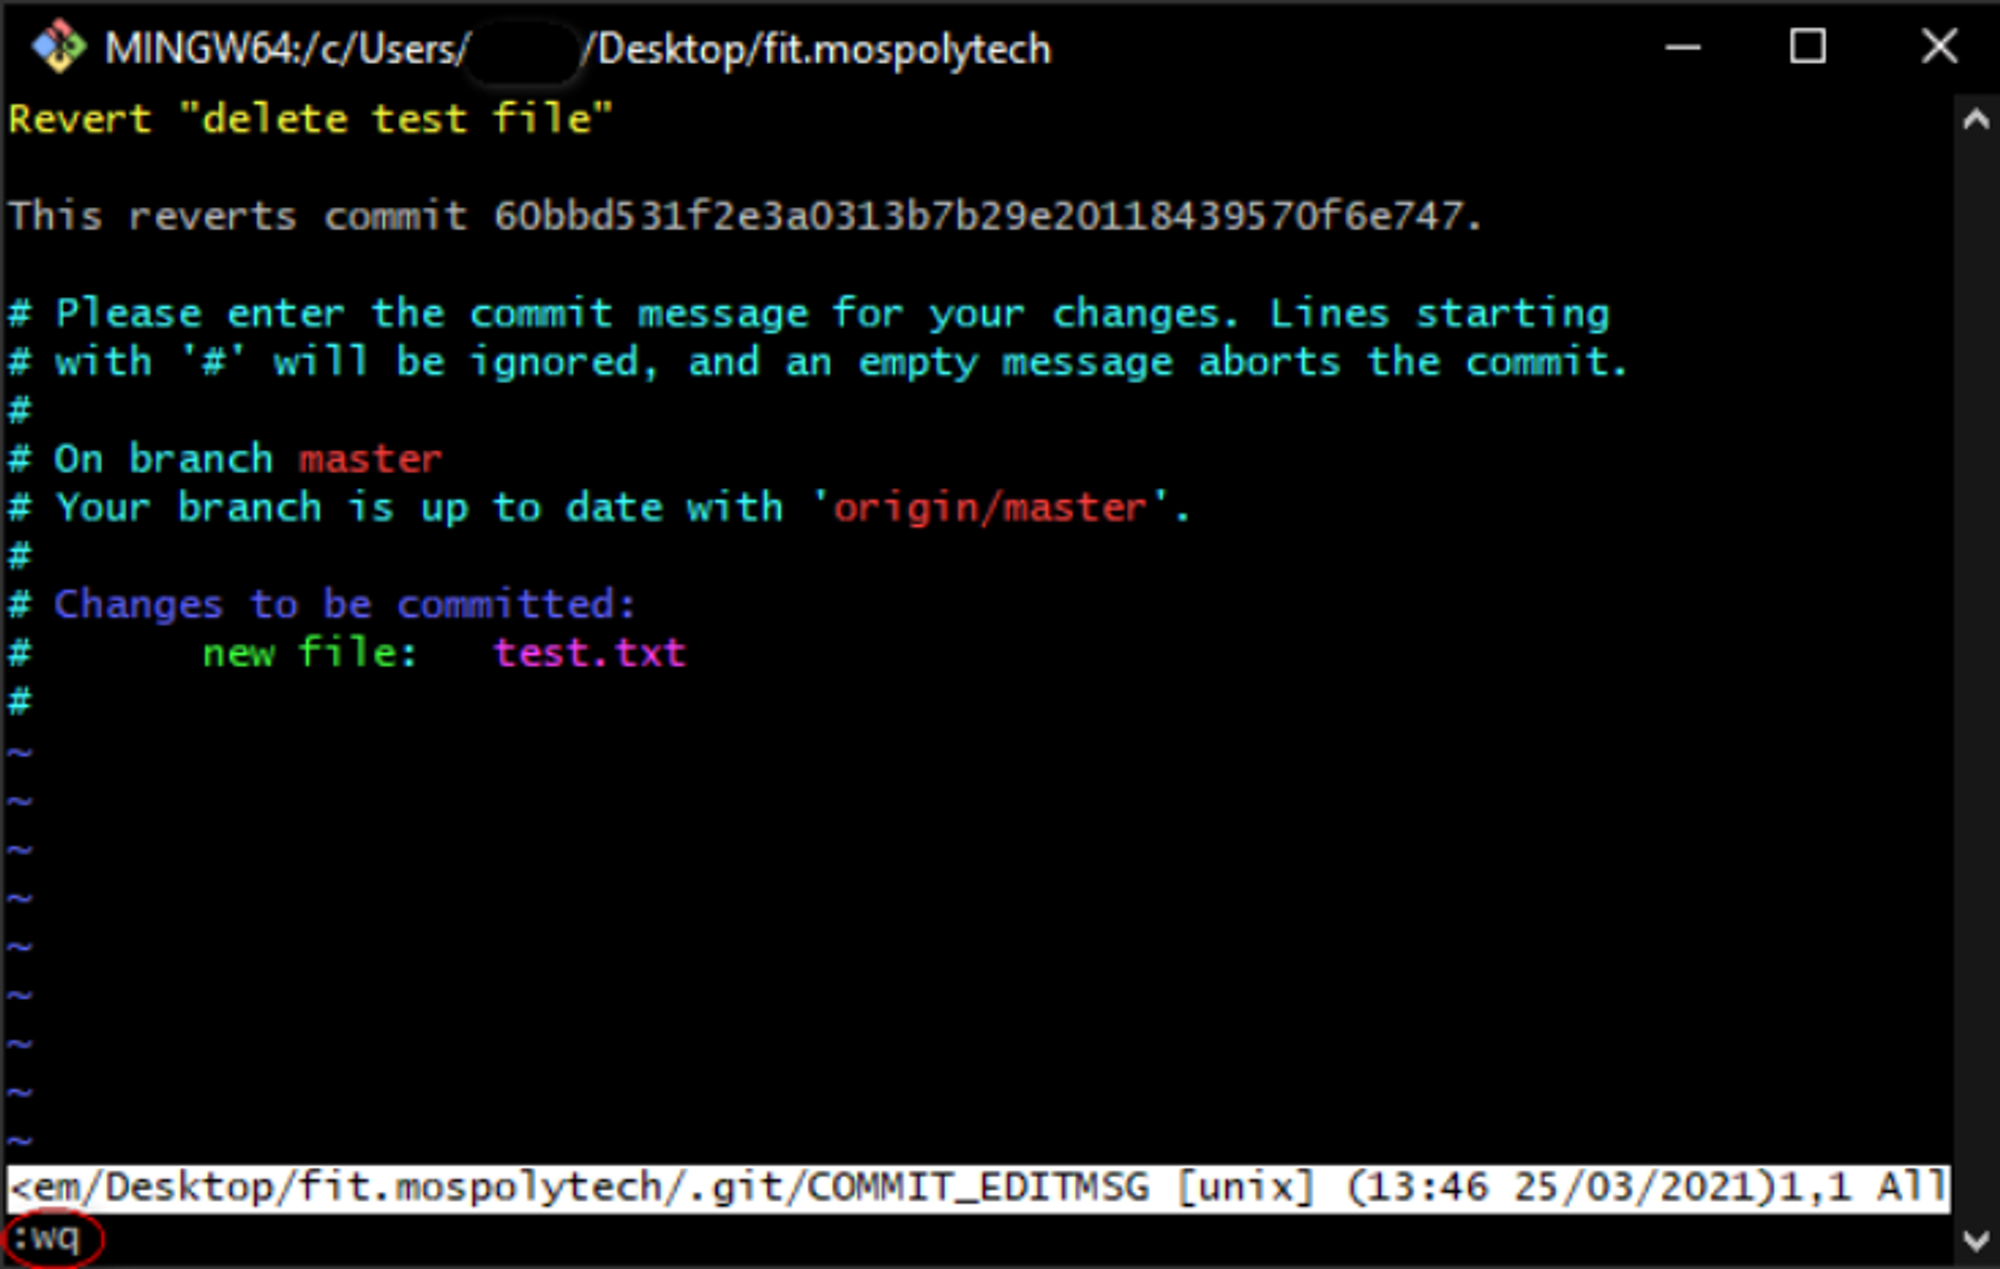 MINGW64:/c/Users/ /Desktop/fit.mospolytech
Revert "delete test file"
This reverts commit 60bbd531f2e3a0313b7b29e20118439570f6e747.
# Please enter the commit message for your changes. Lines starting
# with '#' will be ignored, and an empty message aborts the commit.
#
# On branch master
# Your branch is up to date with 'origin/master'.
#
# Changes to be committed:
#       new file:   test.txt
#
~
~
~
~
~
~
~
~
~
<em/Desktop/fit.mospolytech/.git/COMMIT_EDITMSG [unix] (13:46 25/03/2021)1,1 All
:wq